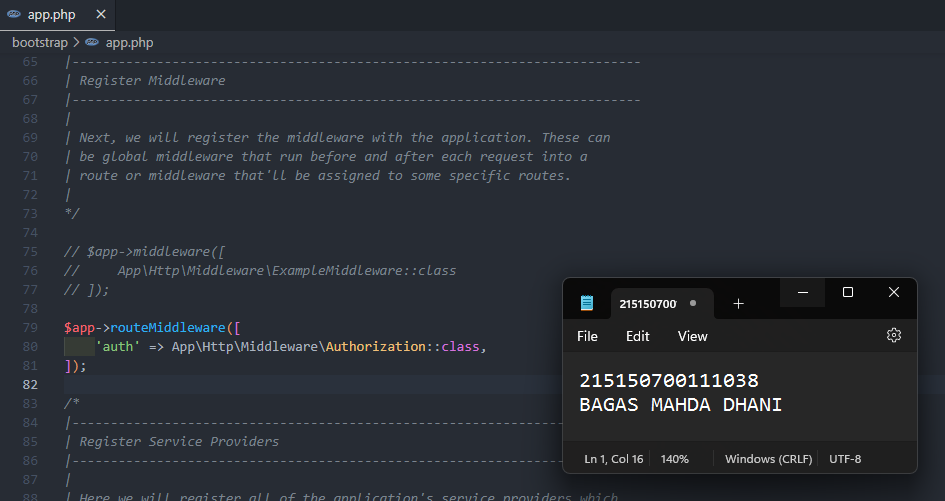 app.php
bootstrap > app.php
65 |--------------------------------------------------------------------------
66 | Register Middleware
67 |--------------------------------------------------------------------------
68 |
69 | Next, we will register the middleware with the application. These can
70 | be global middleware that run before and after each request into a
71 | route or middleware that'll be assigned to some specific routes.
72 |
73 */
74
75 // $app->middleware([
76 //     App\Http\Middleware\ExampleMiddleware::class
77 // ]);
78
79 $app->routeMiddleware([
80     'auth' => App\Http\Middleware\Authorization::class,
81 ]);
82
83 /*
84 |-----------------------------------------------------------------
85 | Register Service Providers
86 |-----------------------------------------------------------------
87 |
88 | Here we will register all of the application's service providers which
215150700
File Edit View
215150700111038
BAGAS MAHDA DHANI
Ln 1, Col 16 140% Windows (CRLF) UTF-8